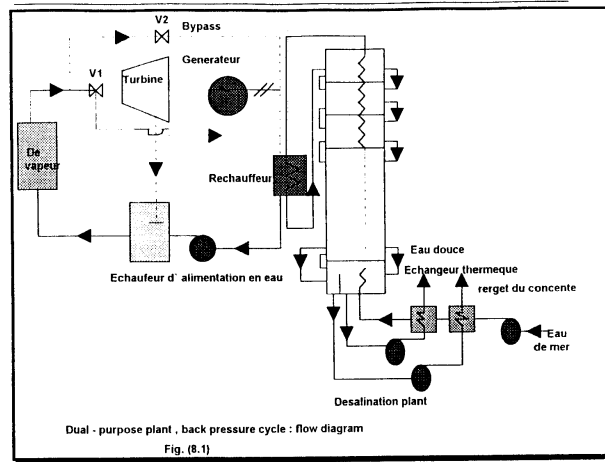 V2
Bypass
V1
Turbine
Generateur
De
vapeur
Rechauffeur
Echaufeur d` alimentation en eau
Eau douce
Echangeur thermeque
rerget du concente
Eau
de mer
Desalination plant
Dual - purpose plant , back pressure cycle : flow diagram
Fig. (8.1)